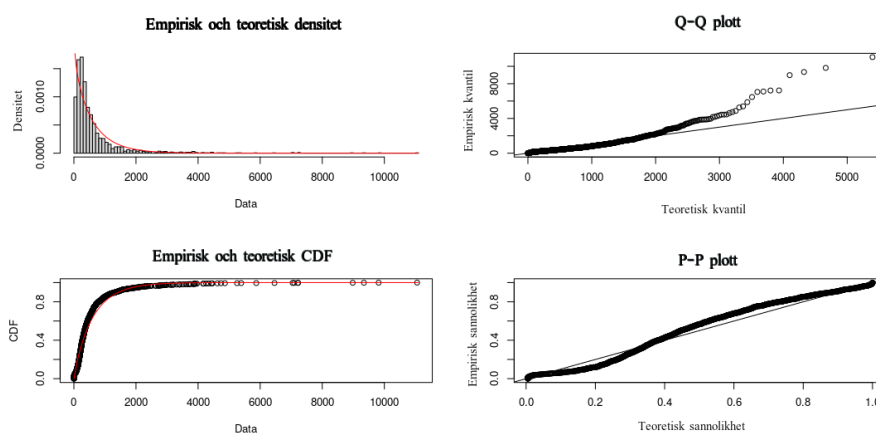 Empirisk och teoretisk densitet
Densitet
0.0000
0.0010
0 2000 4000 6000 8000 10000
Data
Q-Q plott
Empirisk kvantil
0 4000 8000
0 1000 2000 3000 4000 5000
Teoretisk kvantil
Empirisk och teoretisk CDF
CDF
0.0 0.4 0.8
0 2000 4000 6000 8000 10000
Data
P-P plott
Empirisk sannolikhet
0.0 0.4 0.8
0.0 0.2 0.4 0.6 0.8 1.0
Teoretisk sannolikhet